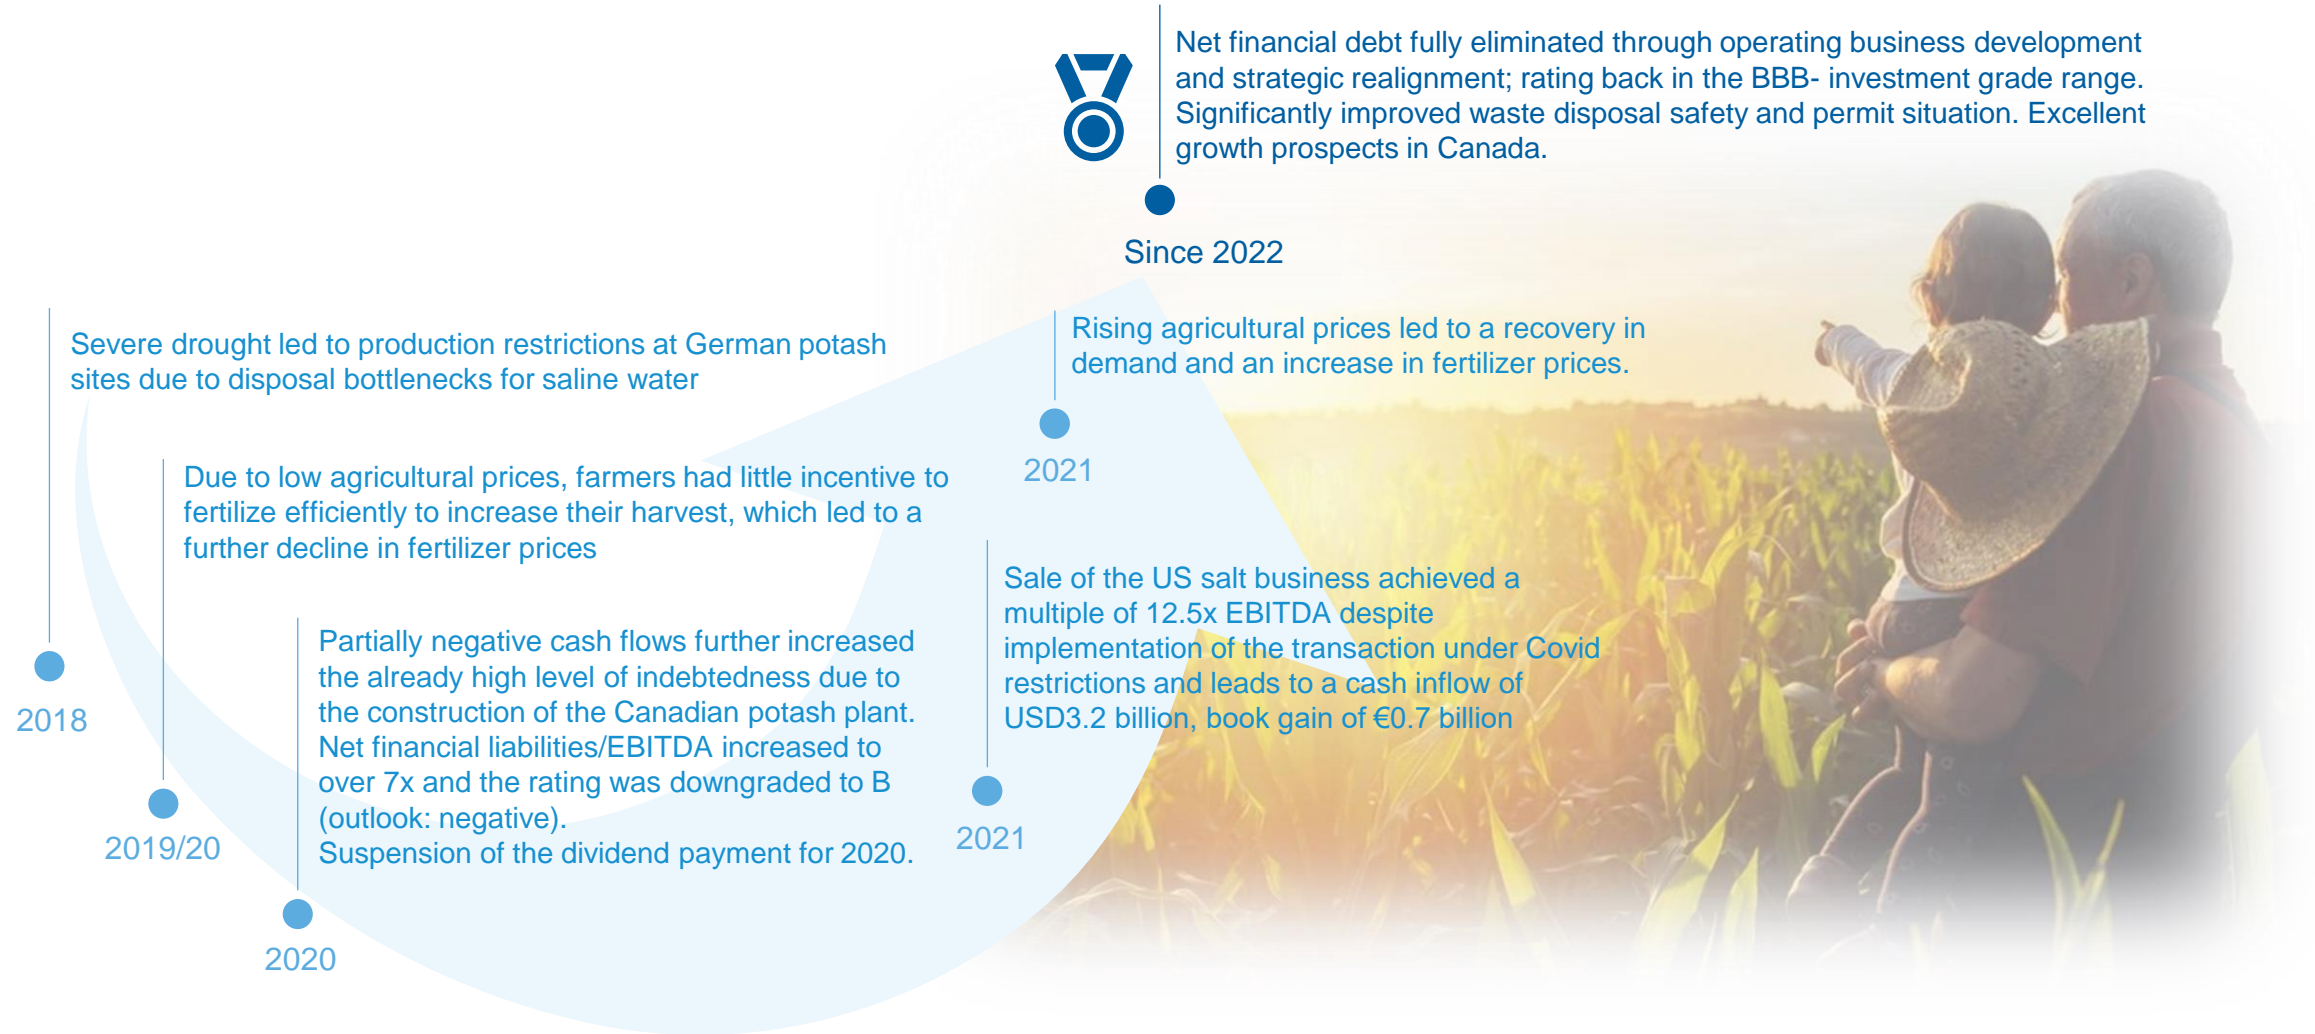 Net financial debt fully eliminated through operating business development
and strategic realignment; rating back in the BBB- investment grade range.
Significantly improved waste disposal safety and permit situation. Excellent
growth prospects in Canada.
Since 2022
Severe drought led to production restrictions at German potash
sites due to disposal bottlenecks for saline water
2018
Due to low agricultural prices, farmers had little incentive to
fertilize efficiently to increase their harvest, which led to a
further decline in fertilizer prices
2019/20
Partially negative cash flows further increased
the already high level of indebtedness due to
the construction of the Canadian potash plant.
Net financial liabilities/EBITDA increased to
over 7x and the rating was downgraded to B
(outlook: negative).
Suspension of the dividend payment for 2020.
2020
Rising agricultural prices led to a recovery in
demand and an increase in fertilizer prices.
2021
Sale of the US salt business achieved a
multiple of 12.5x EBITDA despite
implementation of the transaction under Covid
restrictions and leads to a cash inflow of
USD3.2 billion, book gain of €0.7 billion
2021